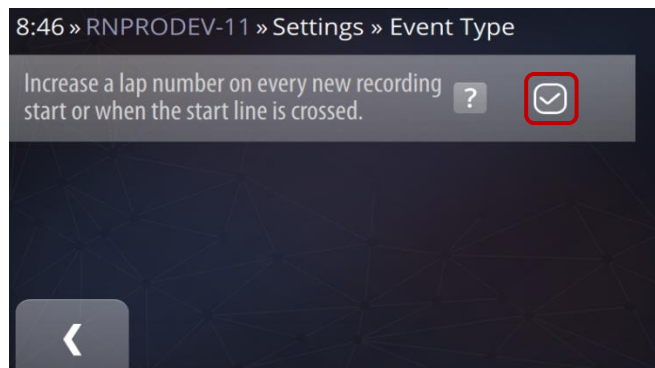 8:46 » RNPRODEV-11 » Settings » Event Type
Increase a lap number on every new recording
start or when the start line is crossed.
?